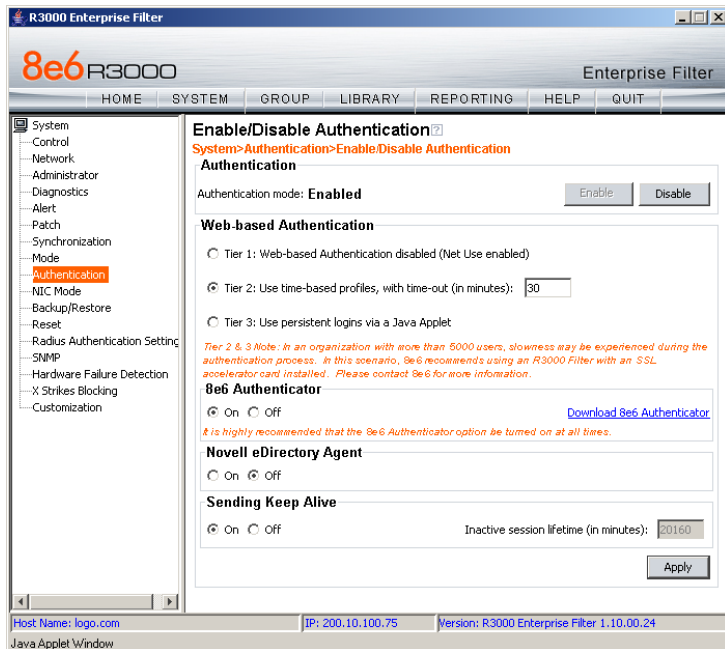 R3000 Enterprise Filter
8e6 R3000
Enterprise Filter
HOME SYSTEM GROUP LIBRARY REPORTING HELP QUIT
System
Control
Network
Administrator
Diagnostics
Alert
Patch
Synchronization
Mode
Authentication
NIC Mode
Backup/Restore
Reset
Radius Authentication Setting
SNMP
Hardware Failure Detection
X Strikes Blocking
Customization
Enable/Disable Authentication ?
System>Authentication>Enable/Disable Authentication
Authentication
Authentication mode: Enabled Enable Disable
Web-based Authentication
Tier 1: Web-based Authentication disabled (Net Use enabled)
Tier 2: Use time-based profiles, with time-out (in minutes): 30
Tier 3: Use persistent logins via a Java Applet
Tier 2 & 3 Note: In an organization with more than 5000 users, slowness may be experienced during the
authentication process. In this scenario, 8e6 recommends using an R3000 Filter with an SSL
accelerator card installed. Please contact 8e6 for more information.
8e6 Authenticator
On Off Download 8e6 Authenticator
It is highly recommended that the 8e6 Authenticator option be turned on at all times.
Novell eDirectory Agent
On Off
Sending Keep Alive
On Off Inactive session lifetime (in minutes): 20160
Apply
Host Name: logo.com IP: 200.10.100.75 Version: R3000 Enterprise Filter 1.10.00.24
Java Applet Window